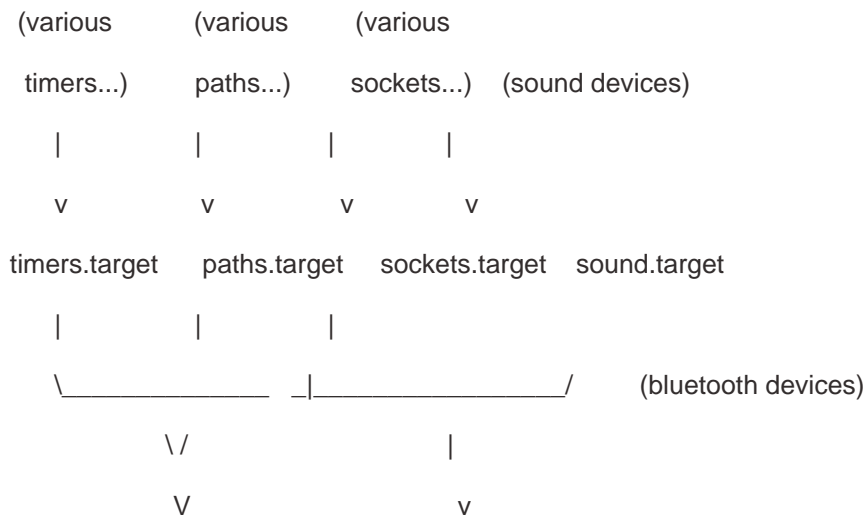 (various (various (various
timers...) paths...) sockets...) (sound devices)
| | | |
v v v v
timers.target paths.target sockets.target sound.target
| | |
\______________ _|_________________/ (bluetooth devices)
\ / |
V v